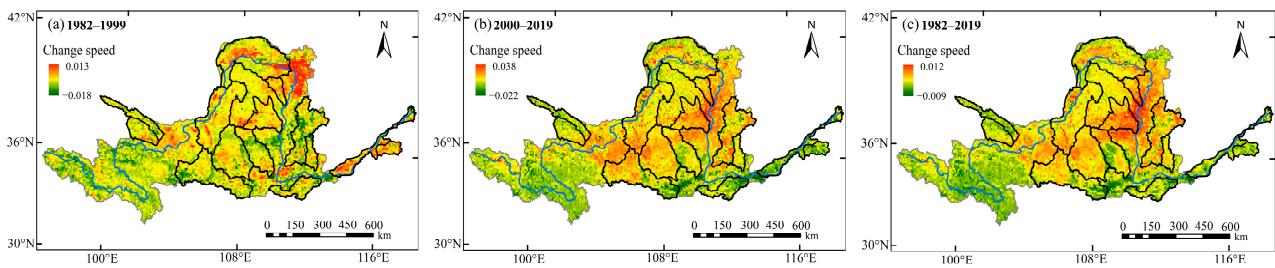 42°N
(a) 1982–1999
N
Change speed
0.013
−0.018
36°N
0 150 300 450 600
km
30°N
100°E 108°E 116°E
42°N
(b) 2000–2019
N
Change speed
0.038
−0.022
36°N
0 150 300 450 600
km
30°N
100°E 108°E 116°E
42°N
(c) 1982–2019
N
Change speed
0.012
−0.009
36°N
0 150 300 450 600
km
30°N
100°E 108°E 116°E